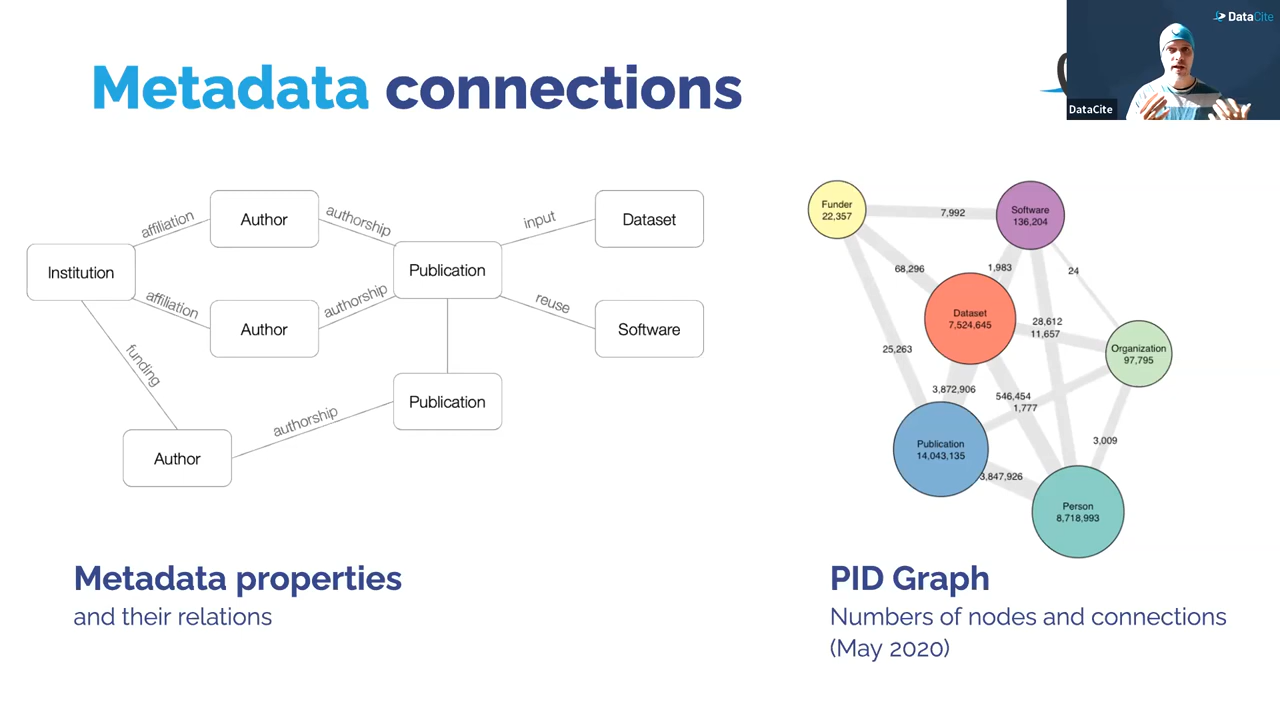 DataCite
DataCite
Metadata connections
affiliation
Author
authorship
input
Dataset
Institution
Publication
affiliation
Author
authorship
reuse
Software
funding
Publication
authorship
Author
Metadata properties
and their relations
Funder
22,357
7,992
Software
136,204
68,296
1,983
24
Dataset
7,524,645
28,612
11,657
25,263
Organization
97,795
3,872,906
546,454
1,777
Publication
14,043,135
3,009
3,847,926
Person
8,718,993
PID Graph
Numbers of nodes and connections
(May 2020)